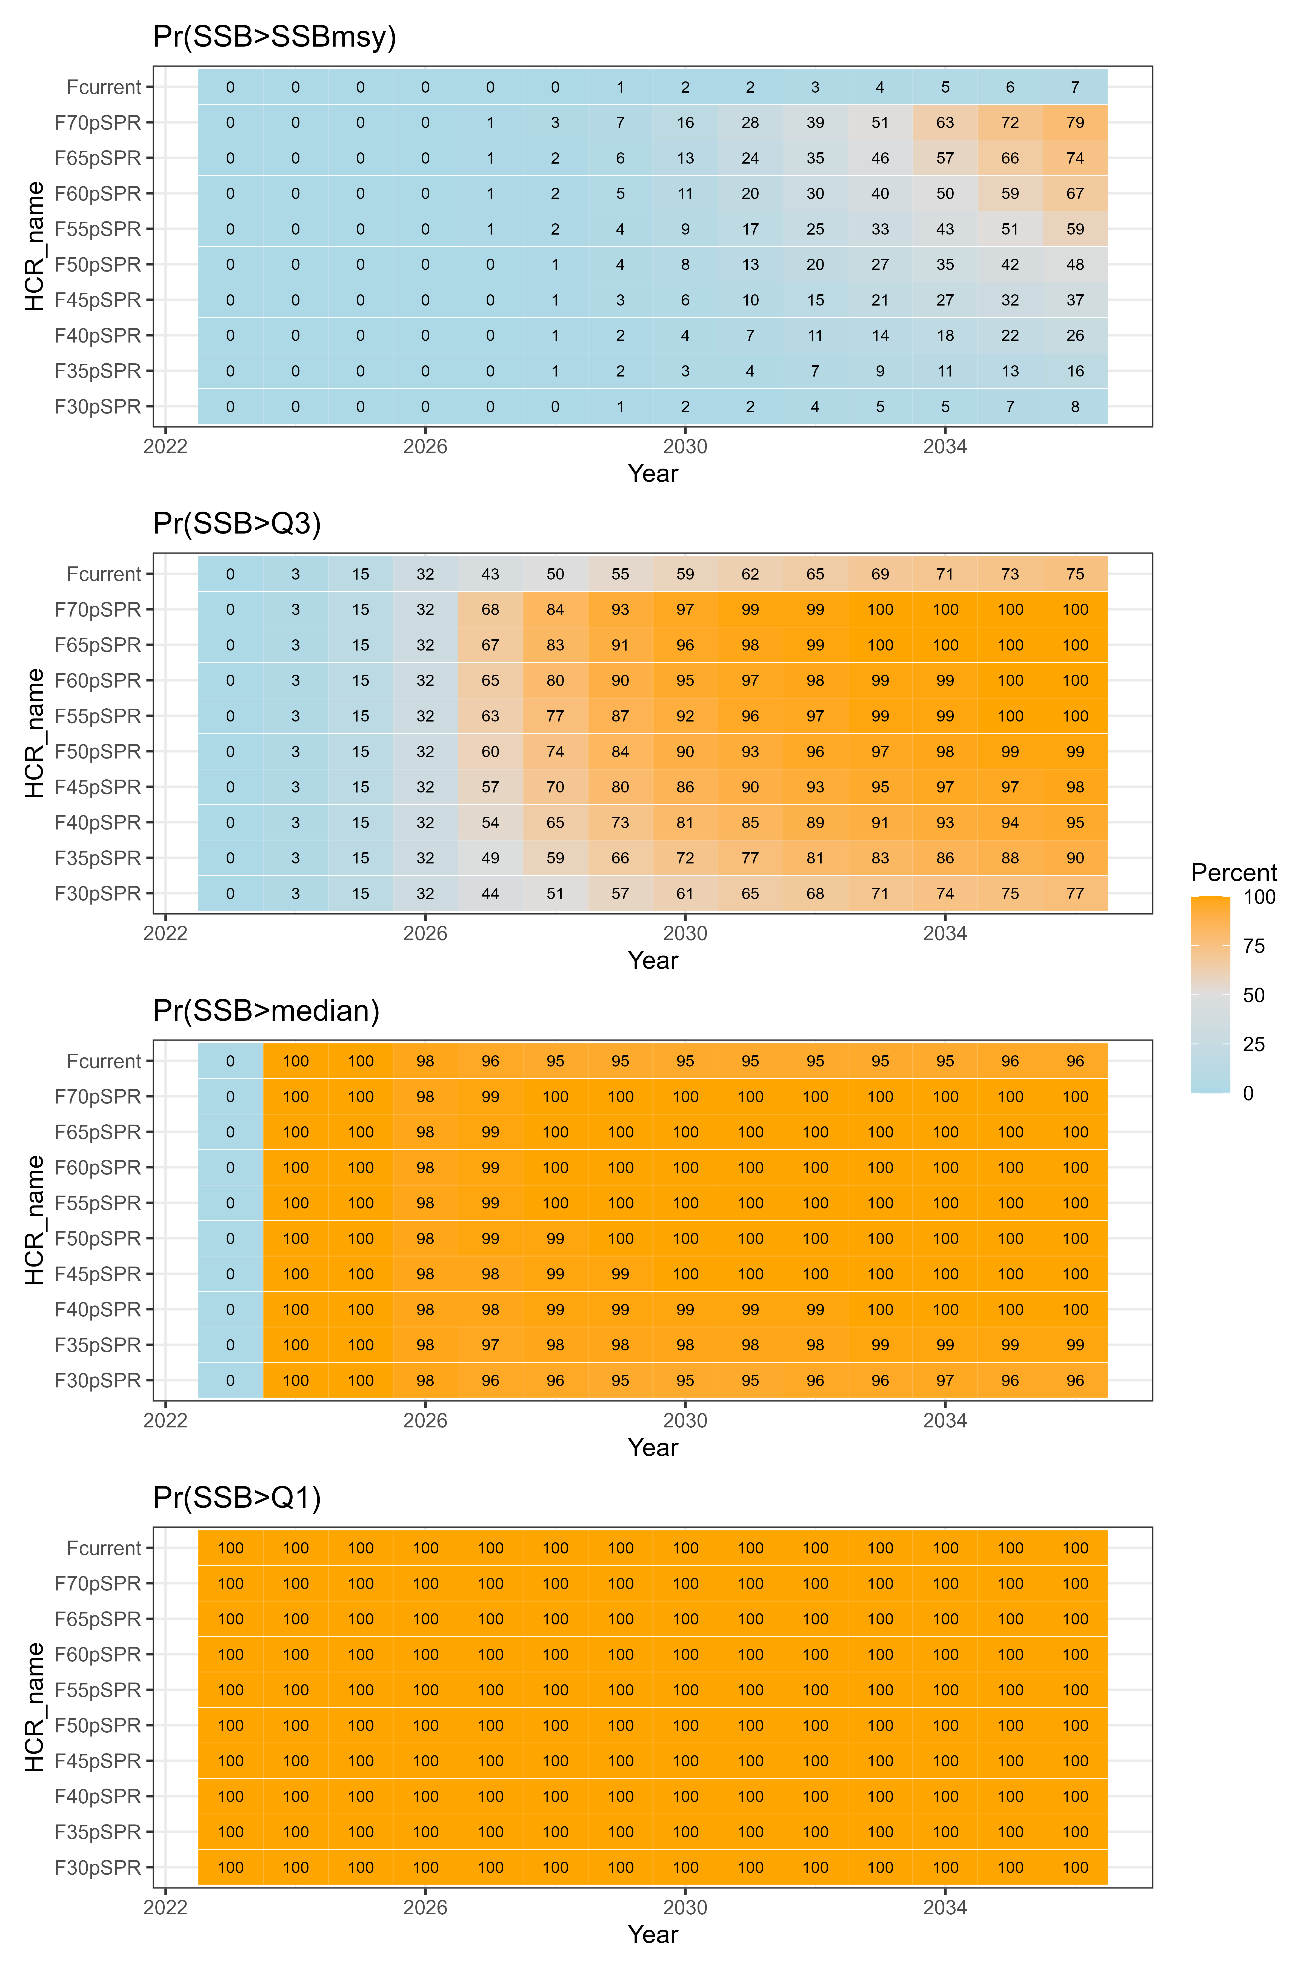 Pr(SSB>SSBmsy)
HCR_name
Fcurrent 0 0 0 0 0 0 1 2 2 3 4 5 6 7
F70pSPR 0 0 0 0 1 3 7 16 28 39 51 63 72 79
F65pSPR 0 0 0 0 1 2 6 13 24 35 46 57 66 74
F60pSPR 0 0 0 0 1 2 5 11 20 30 40 50 59 67
F55pSPR 0 0 0 0 1 2 4 9 17 25 33 43 51 59
F50pSPR 0 0 0 0 0 1 4 8 13 20 27 35 42 48
F45pSPR 0 0 0 0 0 1 3 6 10 15 21 27 32 37
F40pSPR 0 0 0 0 0 1 2 4 7 11 14 18 22 26
F35pSPR 0 0 0 0 0 1 2 3 4 7 9 11 13 16
F30pSPR 0 0 0 0 0 0 1 2 2 4 5 5 7 8
2022 2026 2030 2034
Year
Pr(SSB>Q3)
HCR_name
Fcurrent 0 3 15 32 43 50 55 59 62 65 69 71 73 75
F70pSPR 0 3 15 32 68 84 93 97 99 99 100 100 100 100
F65pSPR 0 3 15 32 67 83 91 96 98 99 100 100 100 100
F60pSPR 0 3 15 32 65 80 90 95 97 98 99 99 100 100
F55pSPR 0 3 15 32 63 77 87 92 96 97 99 99 100 100
F50pSPR 0 3 15 32 60 74 84 90 93 96 97 98 99 99
F45pSPR 0 3 15 32 57 70 80 86 90 93 95 97 97 98
F40pSPR 0 3 15 32 54 65 73 81 85 89 91 93 94 95
F35pSPR 0 3 15 32 49 59 66 72 77 81 83 86 88 90
F30pSPR 0 3 15 32 44 51 57 61 65 68 71 74 75 77
2022 2026 2030 2034
Year
Percent
100
75
50
25
0
Pr(SSB>median)
HCR_name
Fcurrent 0 100 100 98 96 95 95 95 95 95 95 95 96 96
F70pSPR 0 100 100 98 99 100 100 100 100 100 100 100 100 100
F65pSPR 0 100 100 98 99 100 100 100 100 100 100 100 100 100
F60pSPR 0 100 100 98 99 100 100 100 100 100 100 100 100 100
F55pSPR 0 100 100 98 99 100 100 100 100 100 100 100 100 100
F50pSPR 0 100 100 98 99 99 100 100 100 100 100 100 100 100
F45pSPR 0 100 100 98 98 99 99 100 100 100 100 100 100 100
F40pSPR 0 100 100 98 98 99 99 99 99 99 100 100 100 100
F35pSPR 0 100 100 98 97 98 98 98 98 98 99 99 99 99
F30pSPR 0 100 100 98 96 96 95 95 96 96 96 97 96 96
2022 2026 2030 2034
Year
Pr(SSB>Q1)
HCR_name
Fcurrent 100 100 100 100 100 100 100 100 100 100 100 100 100 100
F70pSPR 100 100 100 100 100 100 100 100 100 100 100 100 100 100
F65pSPR 100 100 100 100 100 100 100 100 100 100 100 100 100 100
F60pSPR 100 100 100 100 100 100 100 100 100 100 100 100 100 100
F55pSPR 100 100 100 100 100 100 100 100 100 100 100 100 100 100
F50pSPR 100 100 100 100 100 100 100 100 100 100 100 100 100 100
F45pSPR 100 100 100 100 100 100 100 100 100 100 100 100 100 100
F40pSPR 100 100 100 100 100 100 100 100 100 100 100 100 100 100
F35pSPR 100 100 100 100 100 100 100 100 100 100 100 100 100 100
F30pSPR 100 100 100 100 100 100 100 100 100 100 100 100 100 100
2022 2026 2030 2034
Year